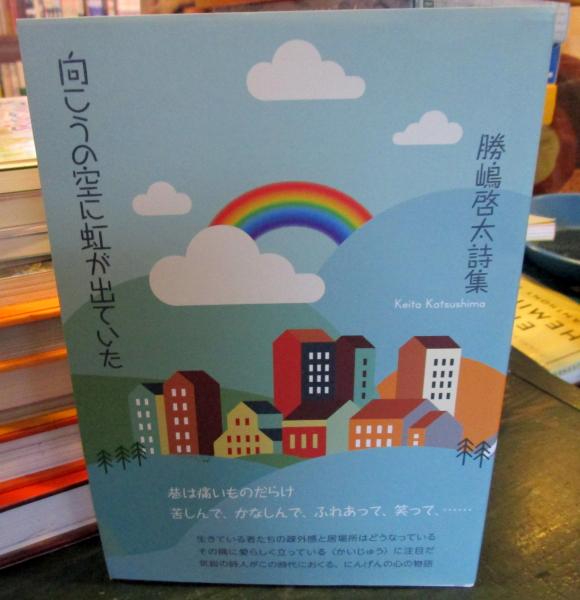 向こうの空に虹が出ていた
勝嶋啓太詩集
Keita Katsushima
巷は痛いものだらけ
苦しんで、かなしんで、ふれあって、笑って、……
生きている者たちの疎外感と居場所はどうなっている
その隅に愛らしく立っている〈かいじゅう〉に注目だ
気鋭の詩人がこの時代におくる、にんげんの心の物語